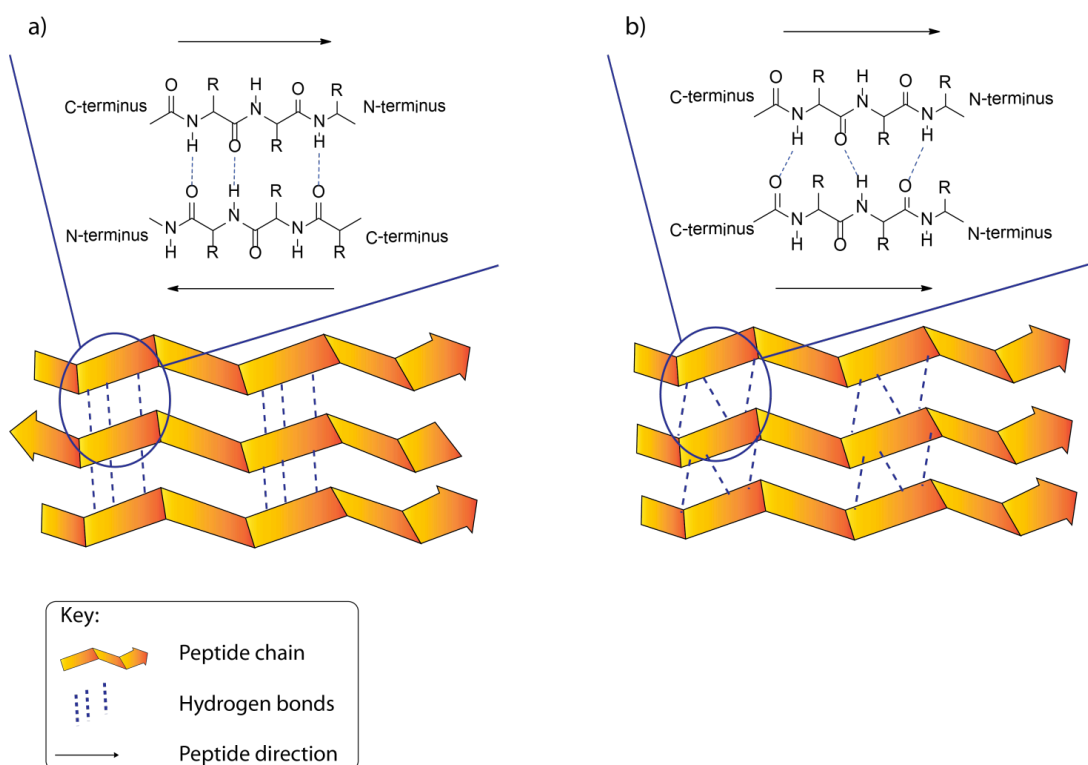 a)
O H R O
C-terminus N-terminus
N R O N R N
H H H
O H R O
N-terminus C-terminus
N R O N R
H H
b)
O R H O R
C-terminus N-terminus
N O N R N
H H
O R H O R
C-terminus N-terminus
N O N R N
H H
Key:
Peptide chain
Hydrogen bonds
Peptide direction